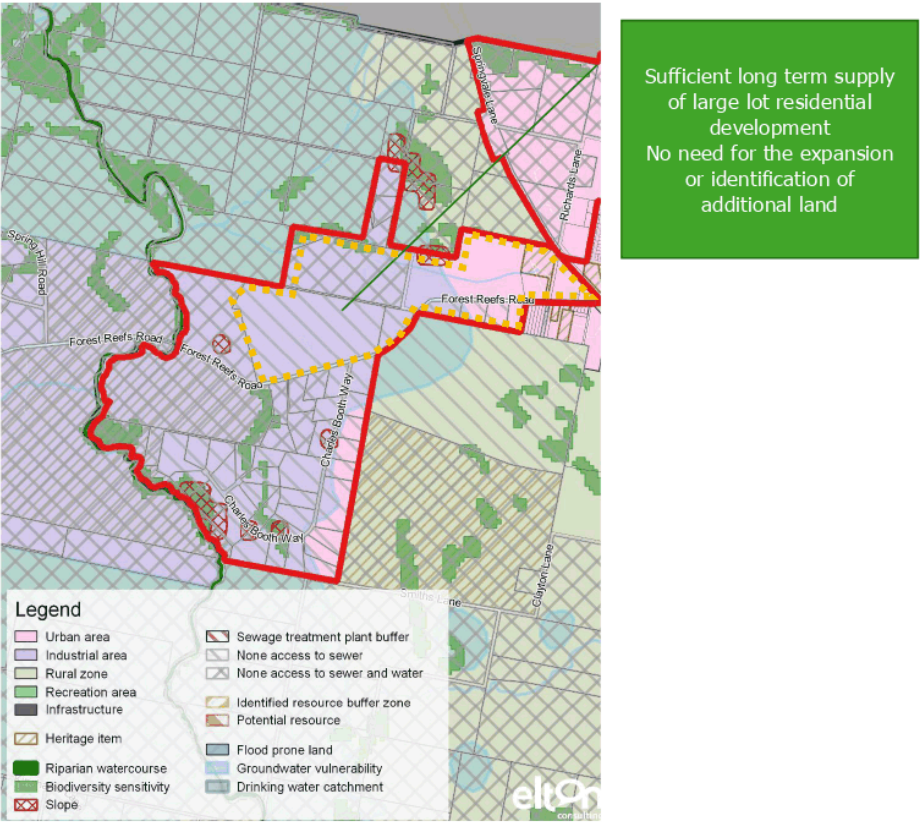 Sufficient long term supply
of large lot residential
development
No need for the expansion
or identification of
additional land
Springvale Lane
Richards Lane
Spring Hill Road
Forest Reefs Road
Forest Reefs Road
Forest Reefs Road
Charles Booth Way
Charles Booth Way
Smiths Lane
Clayton Lane
Legend
Urban area
Industrial area
Rural zone
Recreation area
Infrastructure
Heritage item
Riparian watercourse
Biodiversity sensitivity
Slope
Sewage treatment plant buffer
None access to sewer
None access to sewer and water
Identified resource buffer zone
Potential resource
Flood prone land
Groundwater vulnerability
Drinking water catchment
elton
consulting